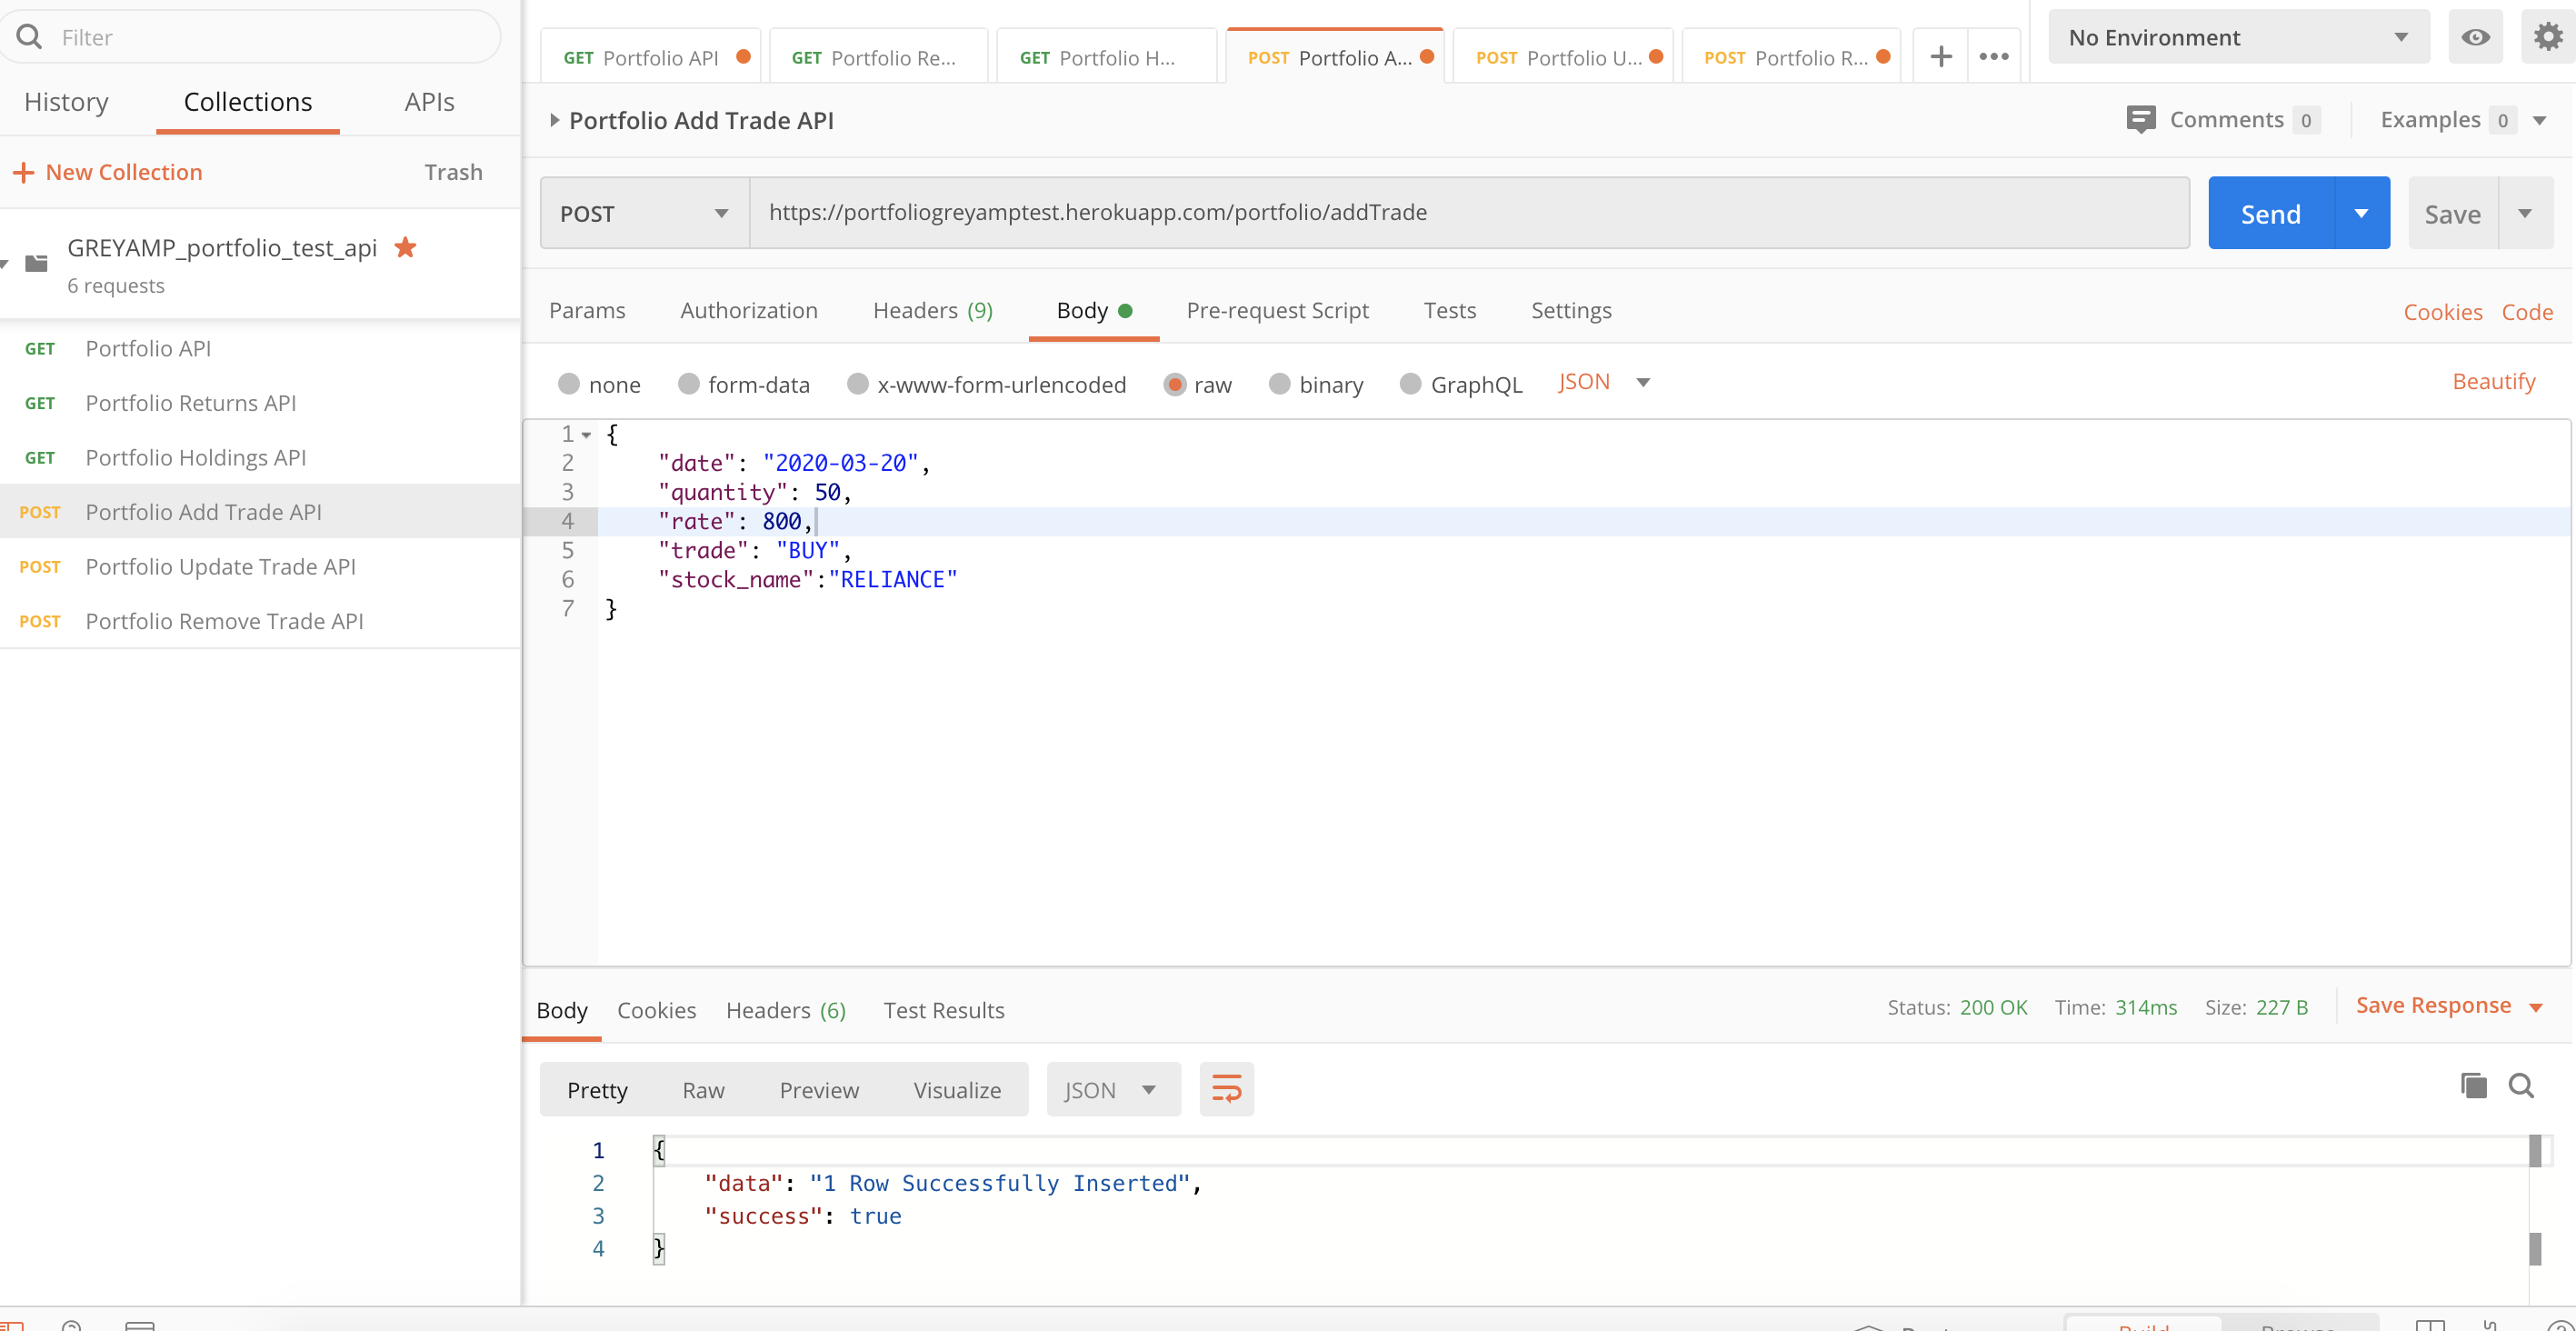 Filter
History Collections APIs
+ New Collection Trash
GREYAMP_portfolio_test_api
6 requests
GET Portfolio API
GET Portfolio Returns API
GET Portfolio Holdings API
POST Portfolio Add Trade API
POST Portfolio Update Trade API
POST Portfolio Remove Trade API
GET Portfolio API GET Portfolio Re... GET Portfolio H... POST Portfolio A... POST Portfolio U... POST Portfolio R... + ••• No Environment
Portfolio Add Trade API Comments 0 Examples 0
POST https://portfoliogreyamptest.herokuapp.com/portfolio/addTrade Send Save
Params Authorization Headers (9) Body Pre-request Script Tests Settings Cookies Code
none form-data x-www-form-urlencoded raw binary GraphQL JSON Beautify
1 {
2 "date": "2020-03-20",
3 "quantity": 50,
4 "rate": 800,
5 "trade": "BUY",
6 "stock_name":"RELIANCE"
7 }
Body Cookies Headers (6) Test Results Status: 200 OK Time: 314ms Size: 227 B Save Response
Pretty Raw Preview Visualize JSON
1 {
2 "data": "1 Row Successfully Inserted",
3 "success": true
4 }
Build Browse